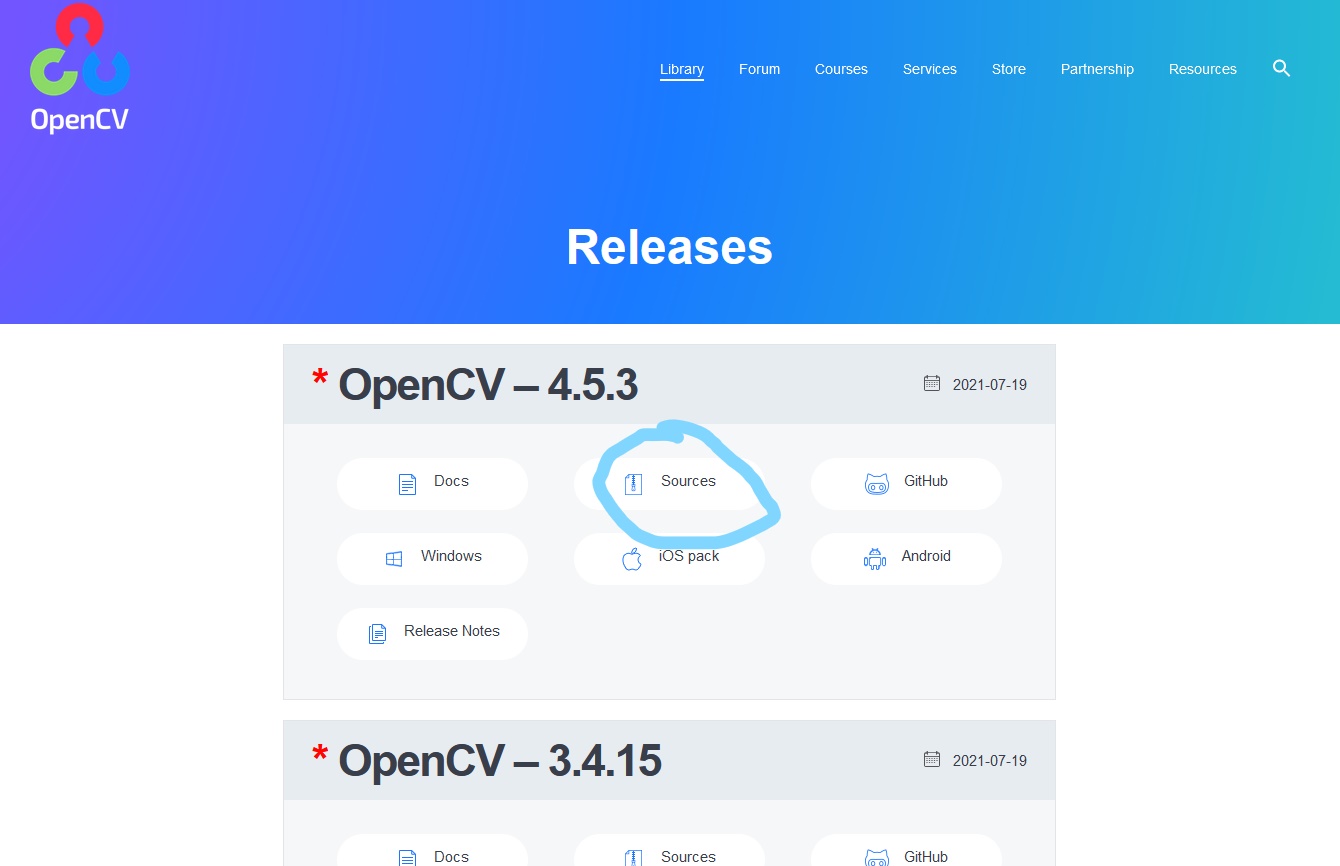 OpenCV
Library Forum Courses Services Store Partnership Resources
Releases
* OpenCV – 4.5.3 2021-07-19
Docs Sources GitHub
Windows iOS pack Android
Release Notes
* OpenCV – 3.4.15 2021-07-19
Docs Sources GitHub